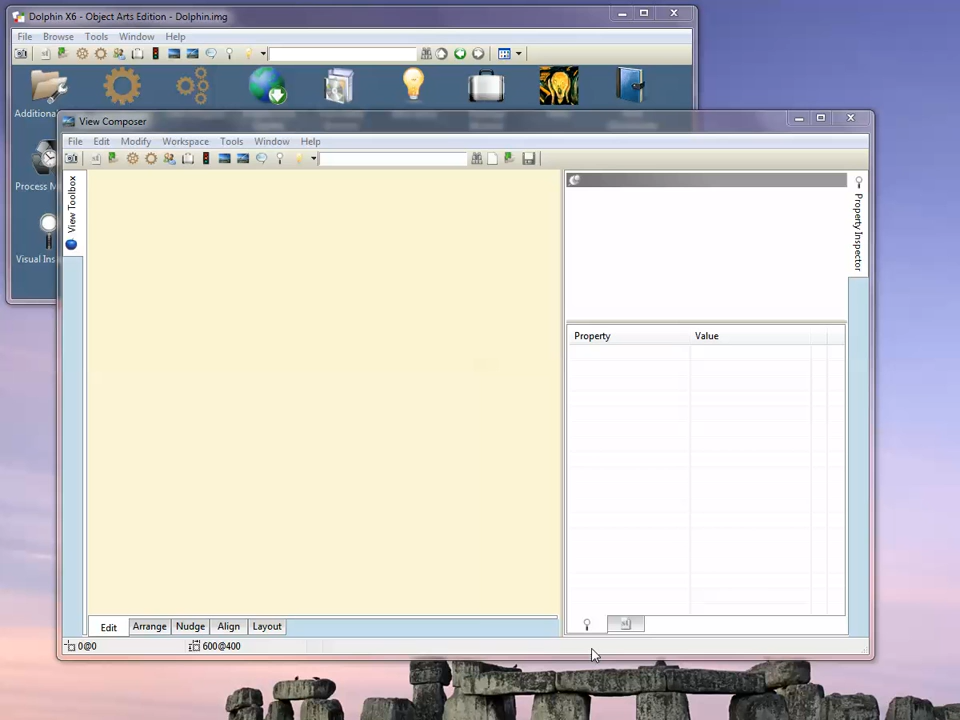 Dolphin X6 - Object Arts Edition - Dolphin.img
File Browse Tools Window Help
Additional
Process M
Visual Ins
View Composer
File Edit Modify Workspace Tools Window Help
View Toolbox
Property Inspector
Property Value
Edit Arrange Nudge Align Layout
0@0 600@400